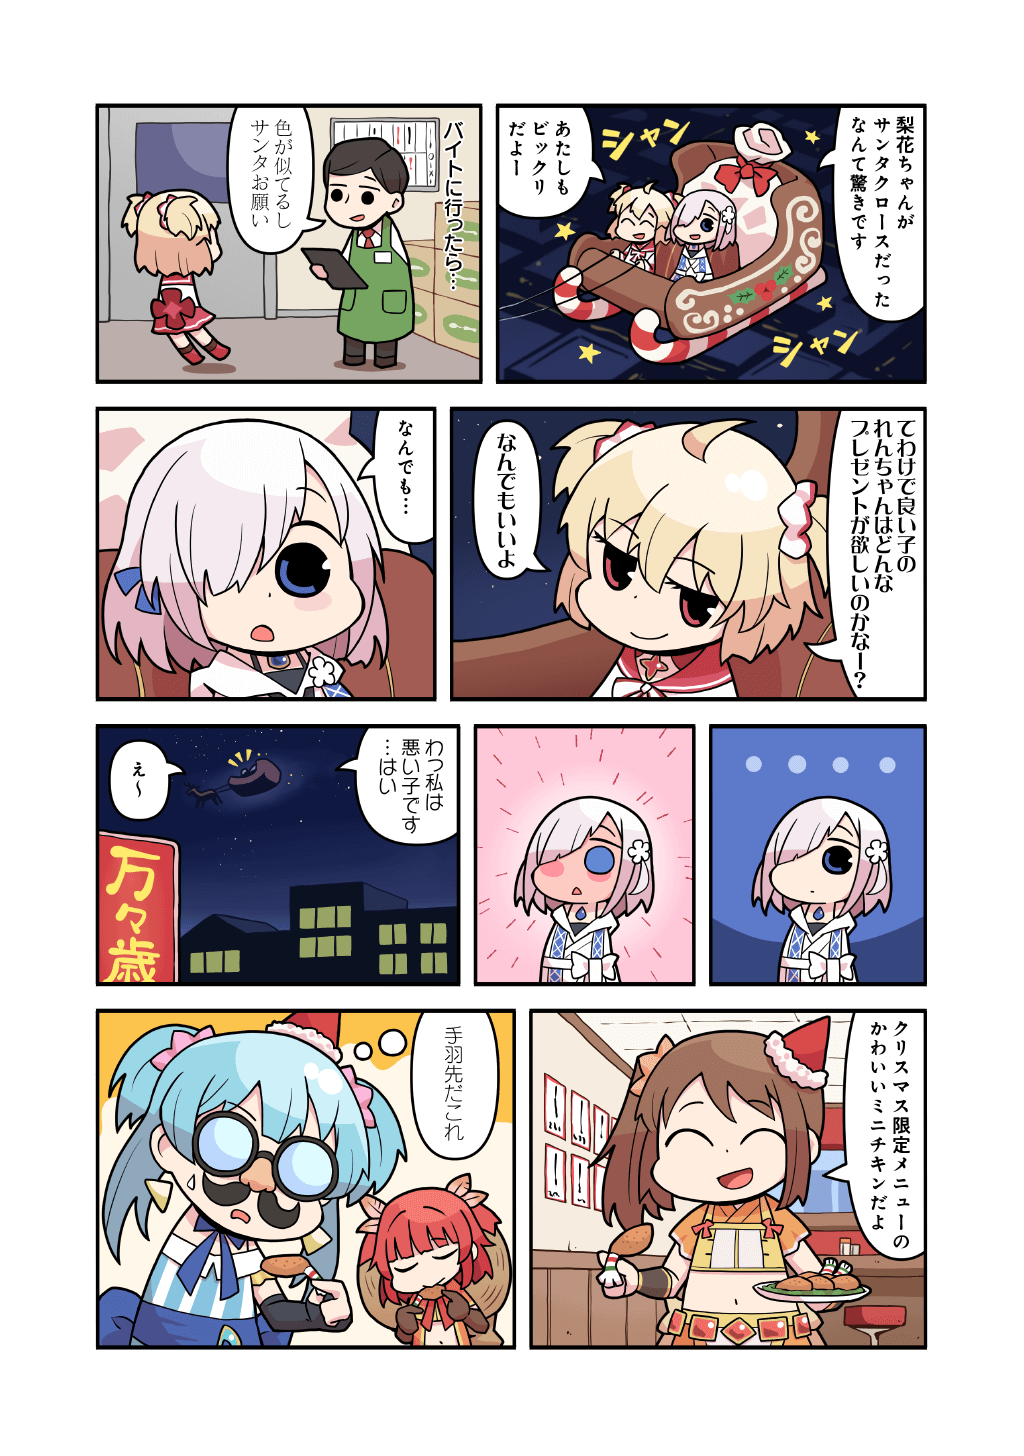 梨花ちゃんが
サンタクロースだった
なんて驚きです
あたしも
ビックリ
だよー
シャン
シャン
バイトに行ったら…
色が似てるし
サンタお願い
てわけで良い子の
れんちゃんはどんな
プレゼントが欲しいのかなー？
なんでもいいよ
なんでも…
わっ私は
悪い子です
…はい
え〜
万々歳
クリスマス限定メニューの
かわいいミニチキンだよ
手羽先だこれ